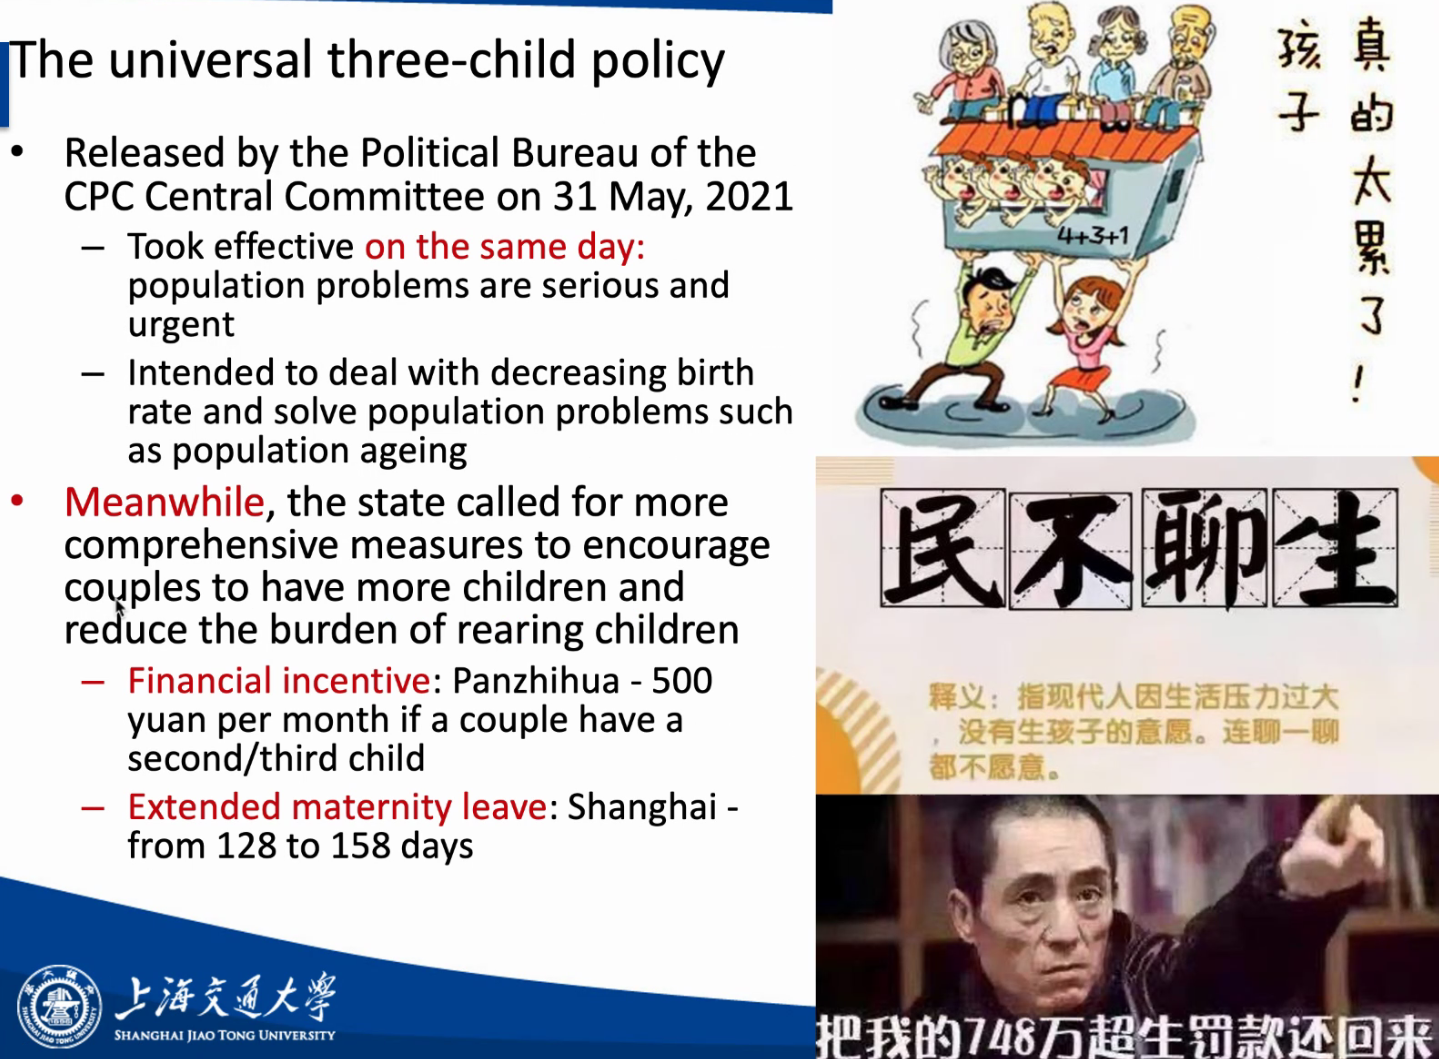 The universal three-child policy
• Released by the Political Bureau of the
CPC Central Committee on 31 May, 2021
– Took effective on the same day:
population problems are serious and
urgent
– Intended to deal with decreasing birth
rate and solve population problems such
as population ageing
• Meanwhile, the state called for more
comprehensive measures to encourage
couples to have more children and
reduce the burden of rearing children
– Financial incentive: Panzhihua - 500
yuan per month if a couple have a
second/third child
– Extended maternity leave: Shanghai -
from 128 to 158 days
上海交通大学
SHANGHAI JIAO TONG UNIVERSITY
真的太累了!
孩子
4+3+1
民不聊生
释义：指现代人因生活压力过大
，没有生孩子的意愿。连聊一聊
都不愿意。
把我的748万超生罚款还回来